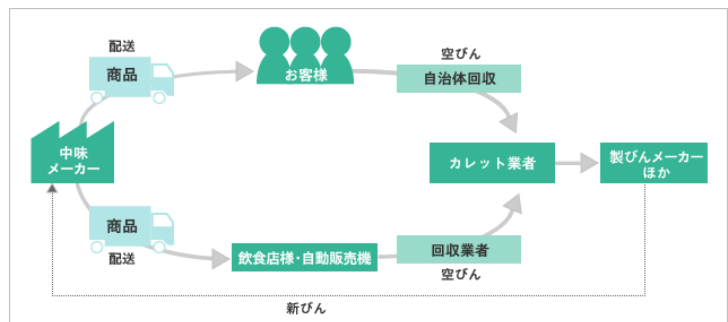 配送
商品
お客様
空びん
自治体回収
中味
メーカー
カレット業者
製びんメーカー
ほか
商品
配送
飲食店様・自動販売機
回収業者
空びん
新びん